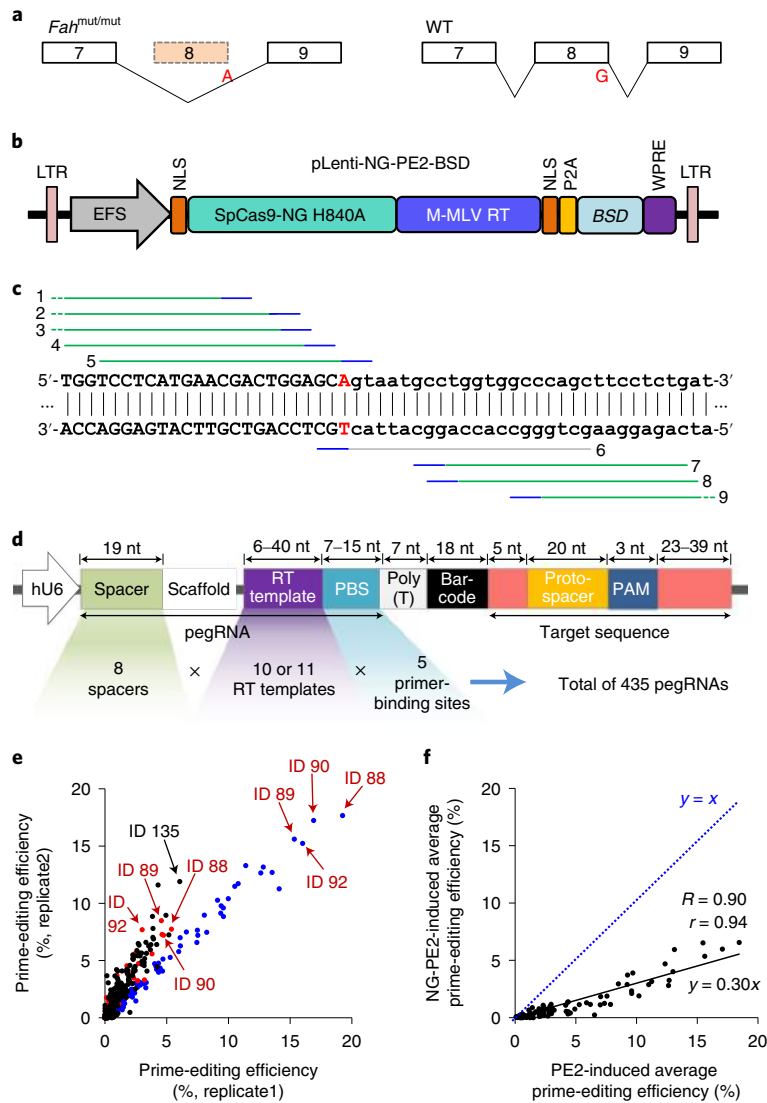 a
Fah mut/mut
WT
7 8 9
A
7 8 9
G
b
pLenti-NG-PE2-BSD
LTR
EFS
NLS
SpCas9-NG H840A
M-MLV RT
NLS
P2A
BSD
WPRE
LTR
c
1
2
3
4
5
5′-TGGTCCTCATGAACGACTGGAGCAgtaatgcctggtggcccagcttcctctgat-3′
... ...
3′-ACCAGGAGTACTTGCTGACCTCGTcattacggaccaccgggtcgaaggagacta-5′
6
7
8
9
d
19 nt
6–40 nt
7–15 nt
7 nt
18 nt
5 nt
20 nt
3 nt
23–39 nt
hU6
Spacer
Scaffold
RT template
PBS
Poly (T)
Bar-code
Proto-spacer
PAM
pegRNA
Target sequence
8 spacers
×
10 or 11 RT templates
×
5 primer-binding sites
Total of 435 pegRNAs
e
Prime-editing efficiency
(%, replicate2)
20
15
10
5
0
0 5 10 15 20
Prime-editing efficiency
(%, replicate1)
ID 90
ID 88
ID 89
ID 92
ID 135
ID 89
ID 88
ID 92
ID 90
f
NG-PE2-induced average
prime-editing efficiency (%)
20
15
10
5
0
0 5 10 15 20
PE2-induced average
prime-editing efficiency (%)
y = x
R = 0.90
r = 0.94
y = 0.30x